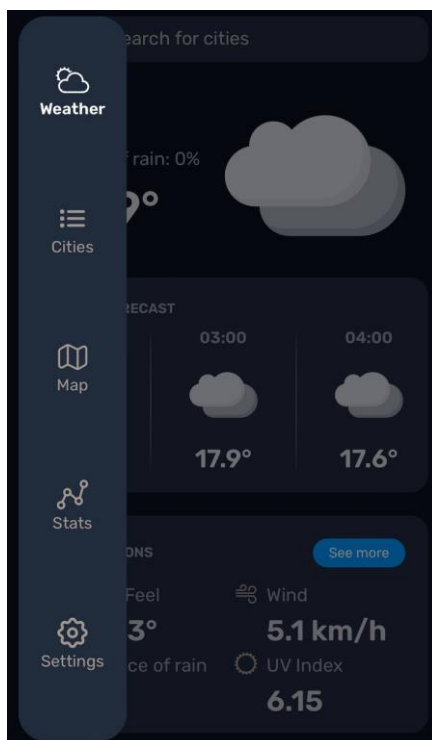 earch for cities
Weather
rain: 0%
9°
Cities
ECAST
03:00
04:00
Map
17.9°
17.6°
Stats
ONS
See more
Feel
Wind
3°
5.1 km/h
Settings
ce of rain
UV Index
6.15